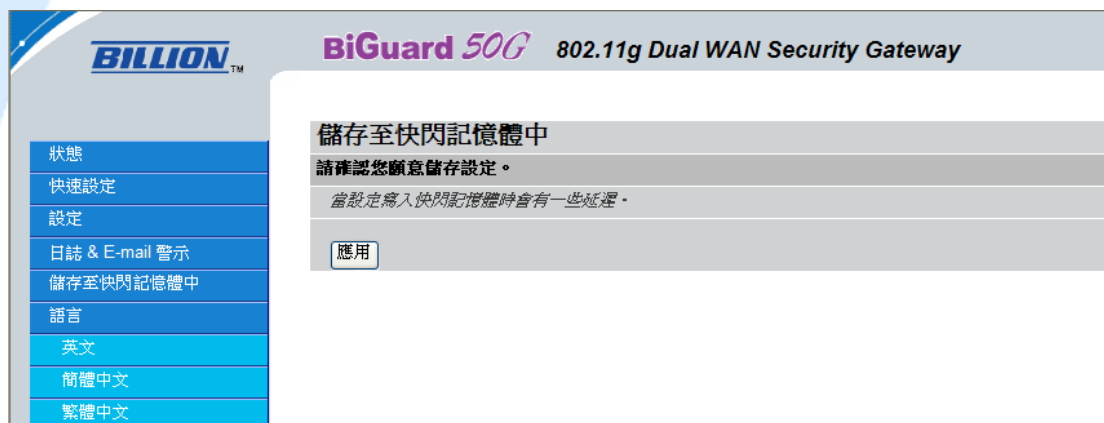 BILLION TM
BiGuard 50G 802.11g Dual WAN Security Gateway
狀態
快速設定
設定
日誌 & E-mail 警示
儲存至快閃記憶體中
語言
英文
簡體中文
繁體中文
儲存至快閃記憶體中
請確認您願意儲存設定。
當設定寫入快閃記憶體時會有一些延遲。
應用